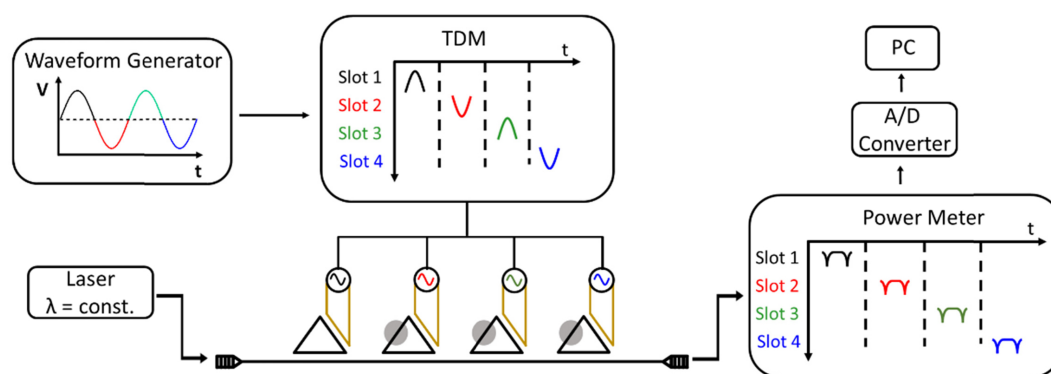 Waveform Generator
V
t
TDM
t
Slot 1
Slot 2
Slot 3
Slot 4
PC
A/D
Converter
Laser
λ = const.
Power Meter
t
Slot 1
Slot 2
Slot 3
Slot 4